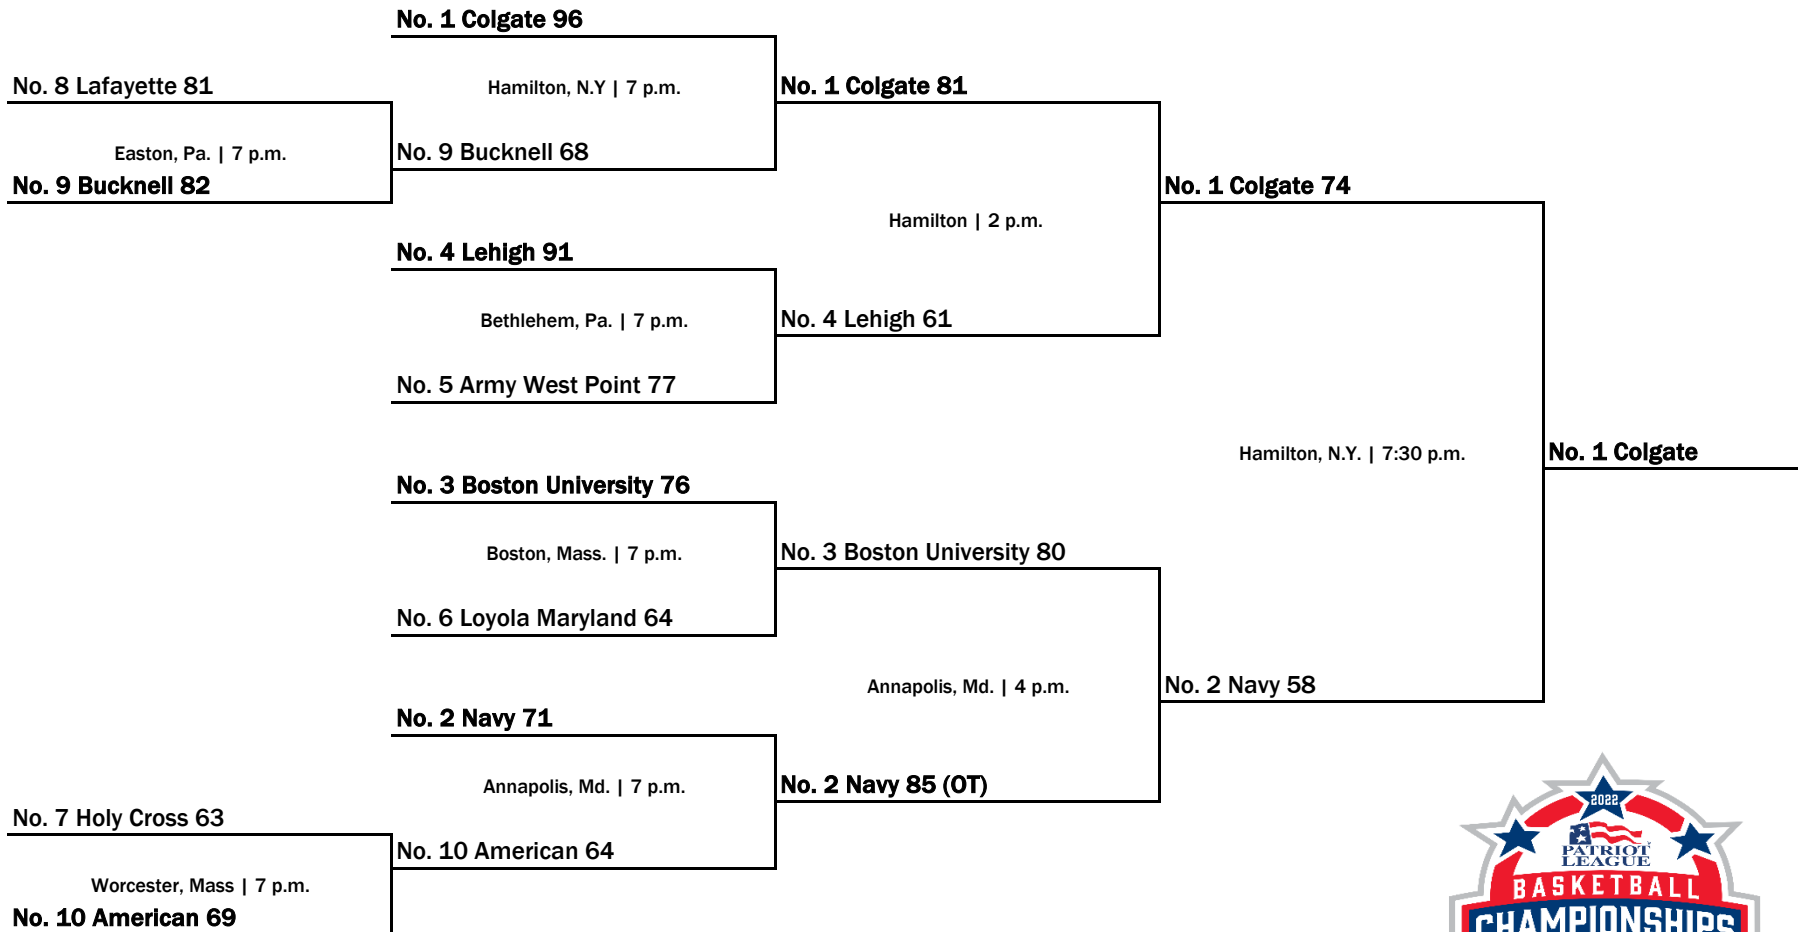 No. 1 Colgate 96
No. 8 Lafayette 81
Hamilton, N.Y | 7 p.m.
No. 1 Colgate 81
Easton, Pa. | 7 p.m.
No. 9 Bucknell 68
No. 9 Bucknell 82
No. 1 Colgate 74
Hamilton | 2 p.m.
No. 4 Lehigh 91
Bethlehem, Pa. | 7 p.m.
No. 4 Lehigh 61
No. 5 Army West Point 77
Hamilton, N.Y. | 7:30 p.m.
No. 1 Colgate
No. 3 Boston University 76
Boston, Mass. | 7 p.m.
No. 3 Boston University 80
No. 6 Loyola Maryland 64
Annapolis, Md. | 4 p.m.
No. 2 Navy 58
No. 2 Navy 71
Annapolis, Md. | 7 p.m.
No. 2 Navy 85 (OT)
No. 7 Holy Cross 63
No. 10 American 64
Worcester, Mass | 7 p.m.
No. 10 American 69
2022
PATRIOT
LEAGUE
BASKETBALL
CHAMPIONSHIPS